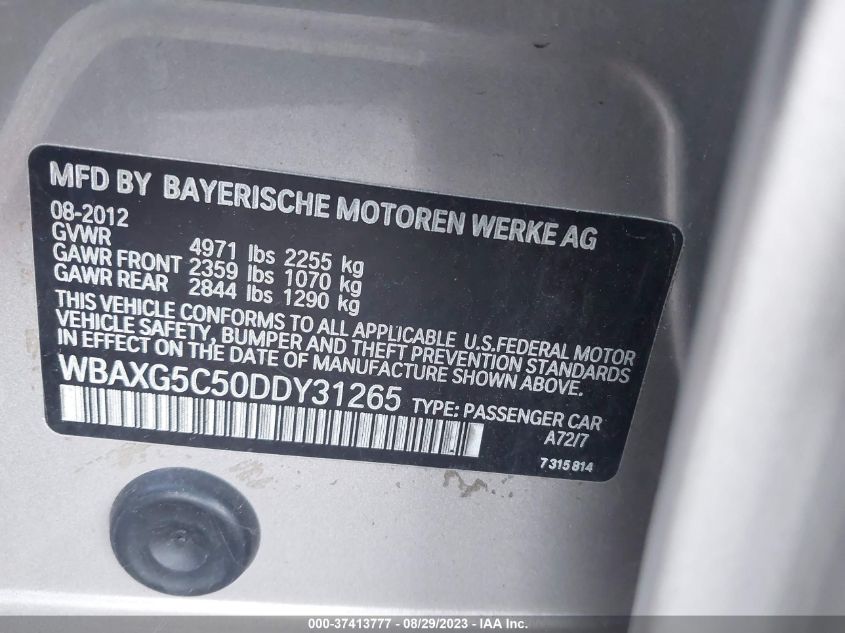 MFD BY BAYERISCHE MOTOREN WERKE AG
08-2012
GVWR 4971 lbs 2255 kg
GAWR FRONT 2359 lbs 1070 kg
GAWR REAR 2844 lbs 1290 kg
THIS VEHICLE CONFORMS TO ALL APPLICABLE U.S.FEDERAL MOTOR
VEHICLE SAFETY, BUMPER AND THEFT PREVENTION STANDARDS
IN EFFECT ON THE DATE OF MANUFACTURE SHOWN ABOVE.
WBAXG5C50DDY31265 TYPE: PASSENGER CAR
A72/7
7315814
000-37413777 - 08/29/2023 - Copyright © IAA, Inc.